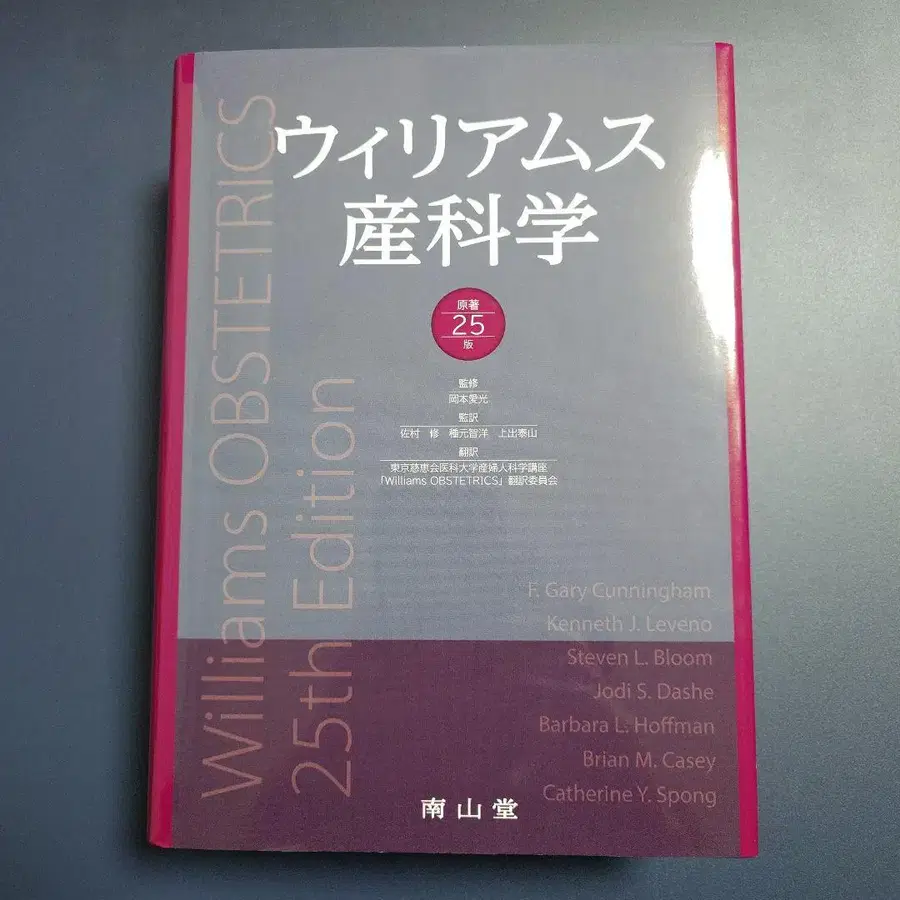 ウィリアムス
産科学
原著
25
版
監修
岡本愛光
監訳
佐村 修 種元智洋 上出泰山
翻訳
東京慈恵会医科大学産婦人科学講座
「Williams OBSTETRICS」翻訳委員会
Williams OBSTETRICS
25th Edition
F. Gary Cunningham
Kenneth J. Leveno
Steven L. Bloom
Jodi S. Dashe
Barbara L. Hoffman
Brian M. Casey
Catherine Y. Spong
南山堂